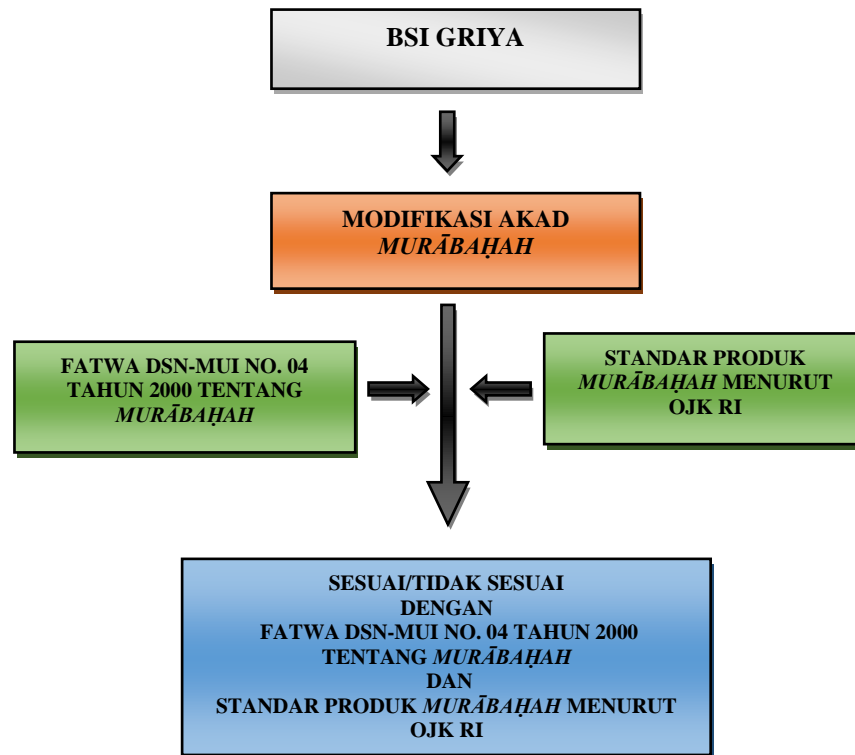 BSI GRIYA
MODIFIKASI AKAD
MURĀBAḤAH
FATWA DSN-MUI NO. 04
TAHUN 2000 TENTANG
MURĀBAḤAH
STANDAR PRODUK
MURĀBAḤAH MENURUT
OJK RI
SESUAI/TIDAK SESUAI
DENGAN
FATWA DSN-MUI NO. 04 TAHUN 2000
TENTANG MURĀBAḤAH
DAN
STANDAR PRODUK MURĀBAḤAH MENURUT
OJK RI